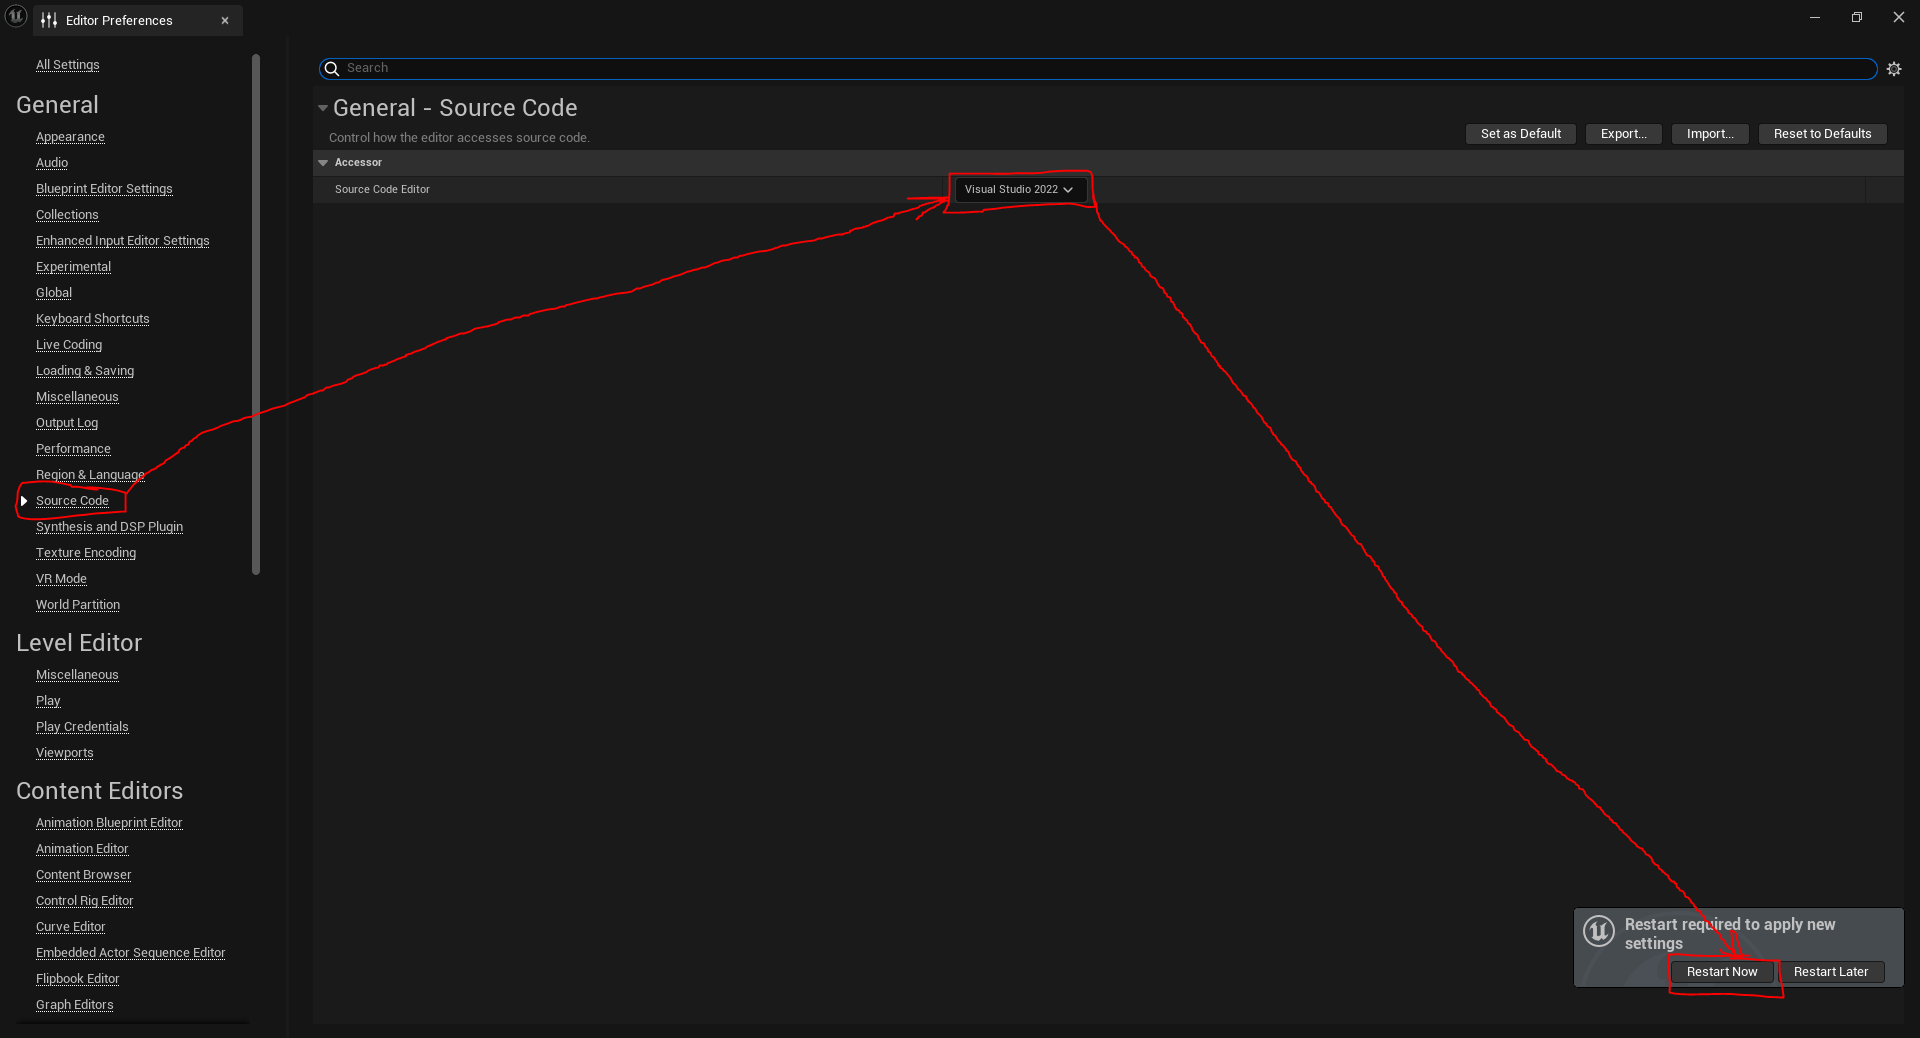 Editor Preferences
All Settings
General
Appearance
Audio
Blueprint Editor Settings
Collections
Enhanced Input Editor Settings
Experimental
Global
Keyboard Shortcuts
Live Coding
Loading & Saving
Miscellaneous
Output Log
Performance
Region & Language
Source Code
Synthesis and DSP Plugin
Texture Encoding
VR Mode
World Partition
Level Editor
Miscellaneous
Play
Play Credentials
Viewports
Content Editors
Animation Blueprint Editor
Animation Editor
Content Browser
Control Rig Editor
Curve Editor
Embedded Actor Sequence Editor
Flipbook Editor
Graph Editors
Search
General - Source Code
Control how the editor accesses source code.
Set as Default Export... Import... Reset to Defaults
Accessor
Source Code Editor Visual Studio 2022
Restart required to apply new
settings
Restart Now Restart Later